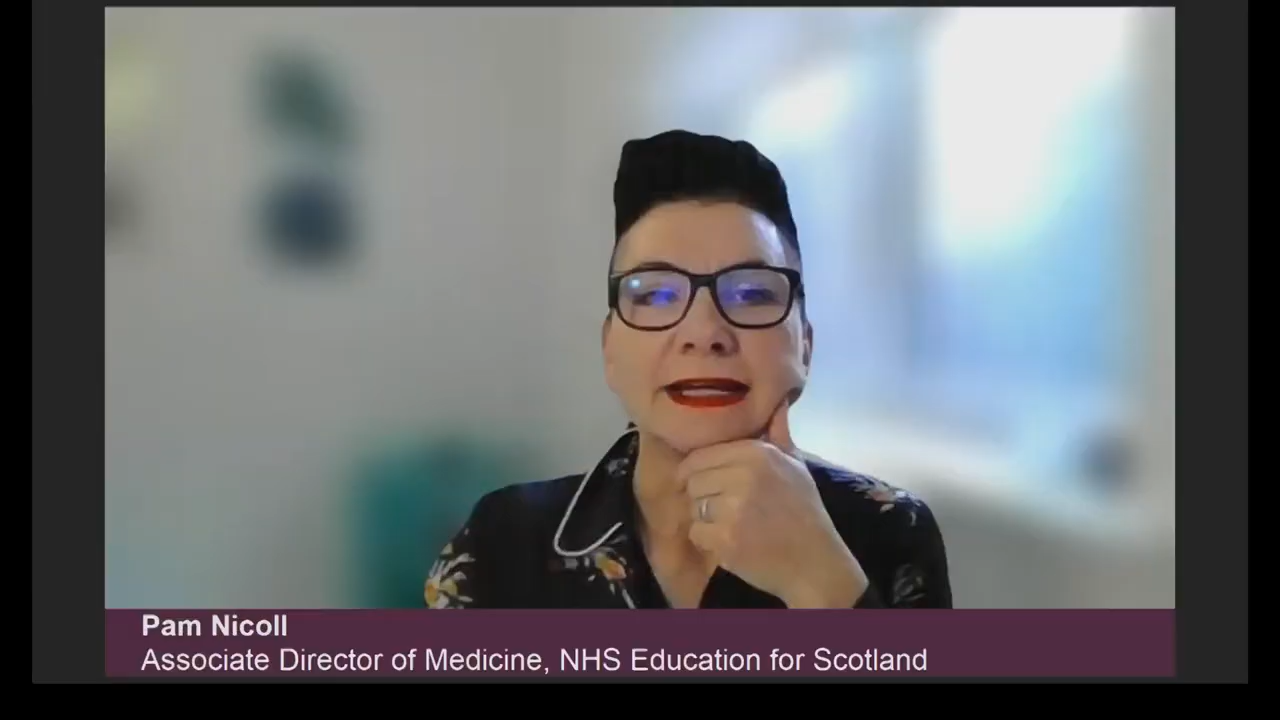 Pam Nicoll
Associate Director of Medicine, NHS Education for Scotland